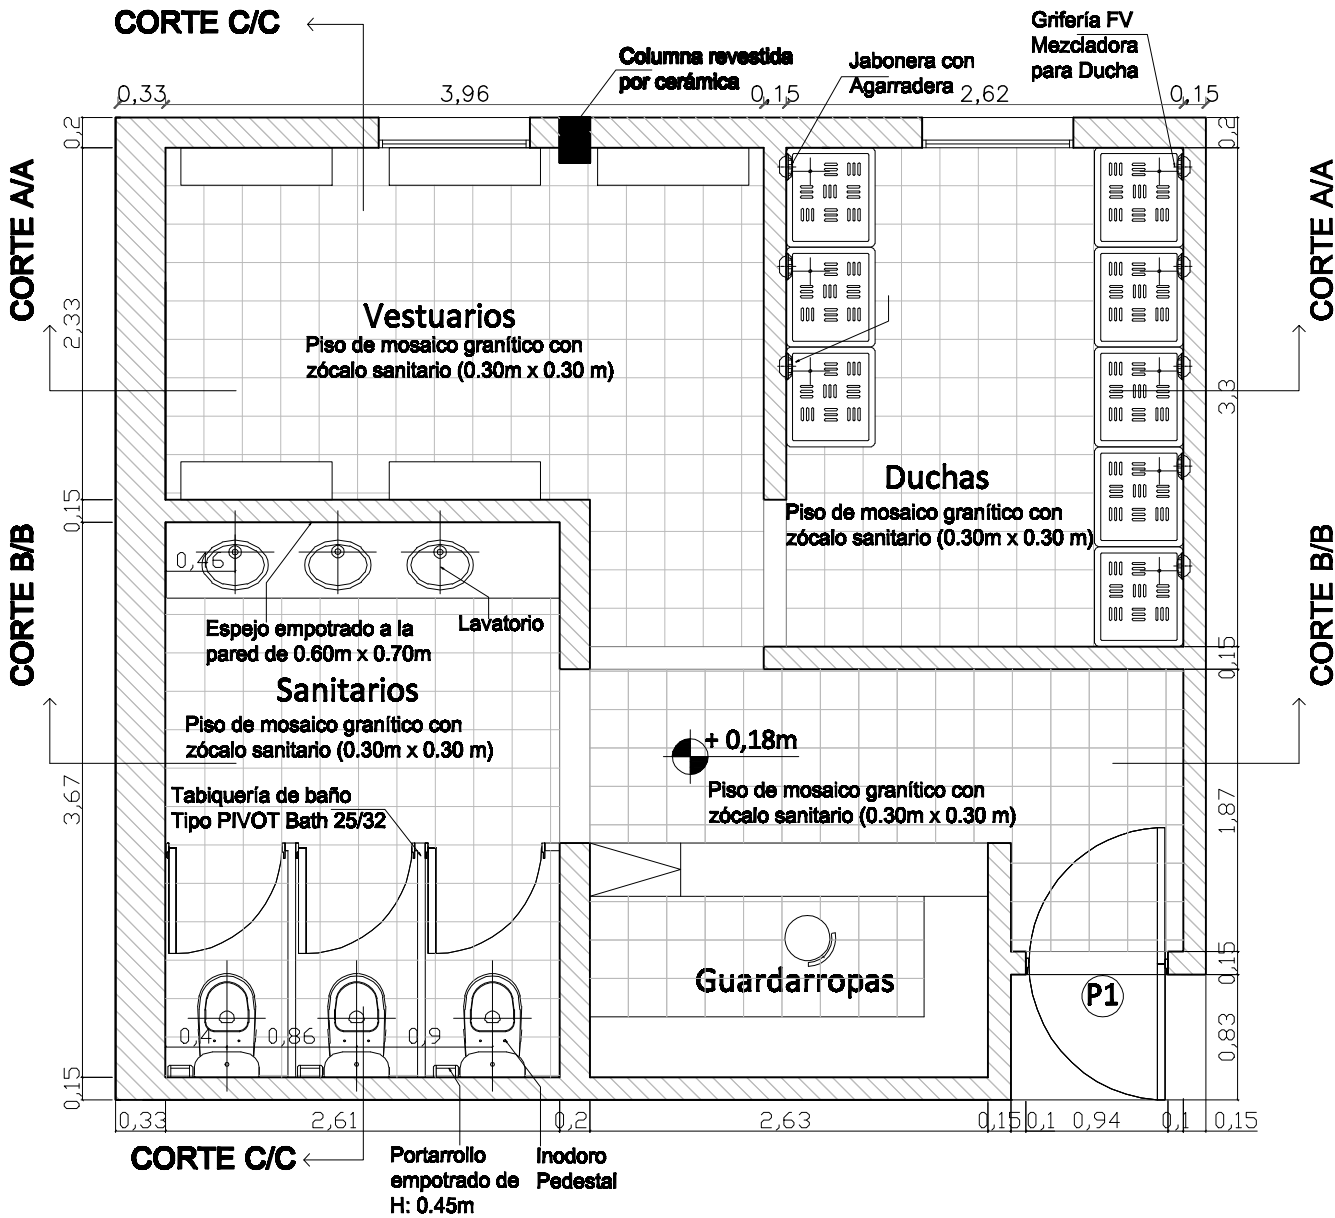 CORTE C/C
Columna revestida
por cerámica
Jabonera con
Agarradera
Grifería FV
Mezcladora
para Ducha
0,33
3,96
0,15
2,62
0,15
0,2
0,2
CORTE A/A
CORTE A/A
2,33
3,3
Vestuarios
Piso de mosaico granítico con
zócalo sanitario (0.30m x 0.30 m)
Duchas
Piso de mosaico granítico con
zócalo sanitario (0.30m x 0.30 m)
0,15
CORTE B/B
CORTE B/B
0,46
Espejo empotrado a la
pared de 0.60m x 0.70m
Lavatorio
0,15
Sanitarios
Piso de mosaico granítico con
zócalo sanitario (0.30m x 0.30 m)
+ 0,18m
Piso de mosaico granítico con
zócalo sanitario (0.30m x 0.30 m)
3,67
1,87
Tabiquería de baño
Tipo PIVOT Bath 25/32
Guardarropas
P1
0,15
0,83
0,4
0,86
0,9
0,15
0,33
2,61
0,2
2,63
0,15
0,1
0,94
0,1
0,15
CORTE C/C
Portarrollo
empotrado de
H: 0.45m
Inodoro
Pedestal